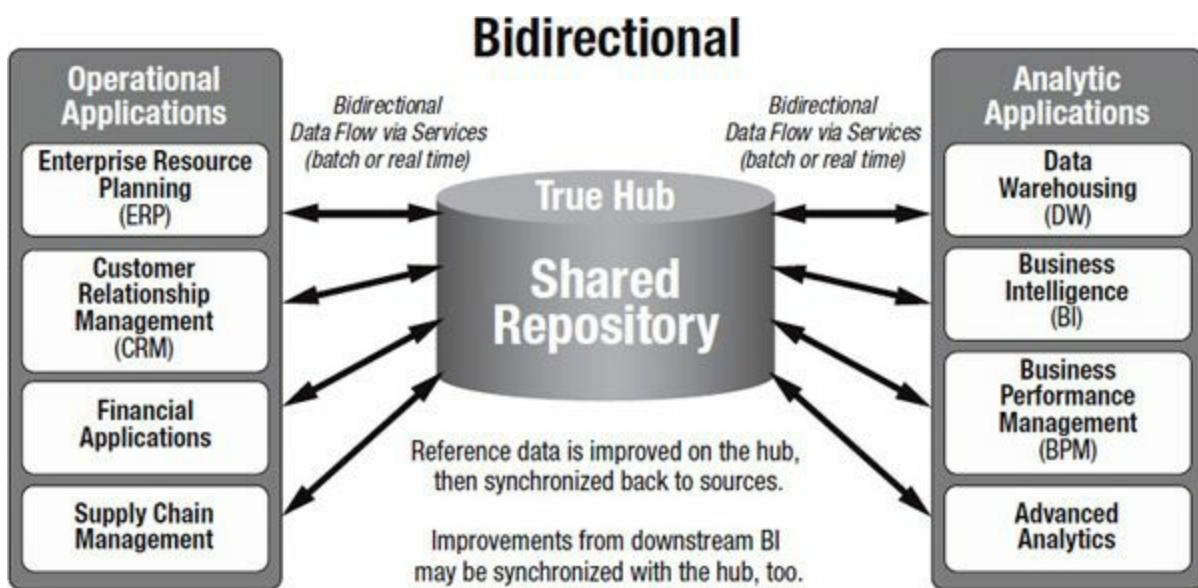 Bidirectional
Operational
Applications
Enterprise Resource
Planning
(ERP)
Customer
Relationship
Management
(CRM)
Financial
Applications
Supply Chain
Management
Bidirectional
Data Flow via Services
(batch or real time)
True Hub
Shared
Repository
Reference data is improved on the hub,
then synchronized back to sources.
Improvements from downstream BI
may be synchronized with the hub, too.
Bidirectional
Data Flow via Services
(batch or real time)
Analytic
Applications
Data
Warehousing
(DW)
Business
Intelligence
(BI)
Business
Performance
Management
(BPM)
Advanced
Analytics